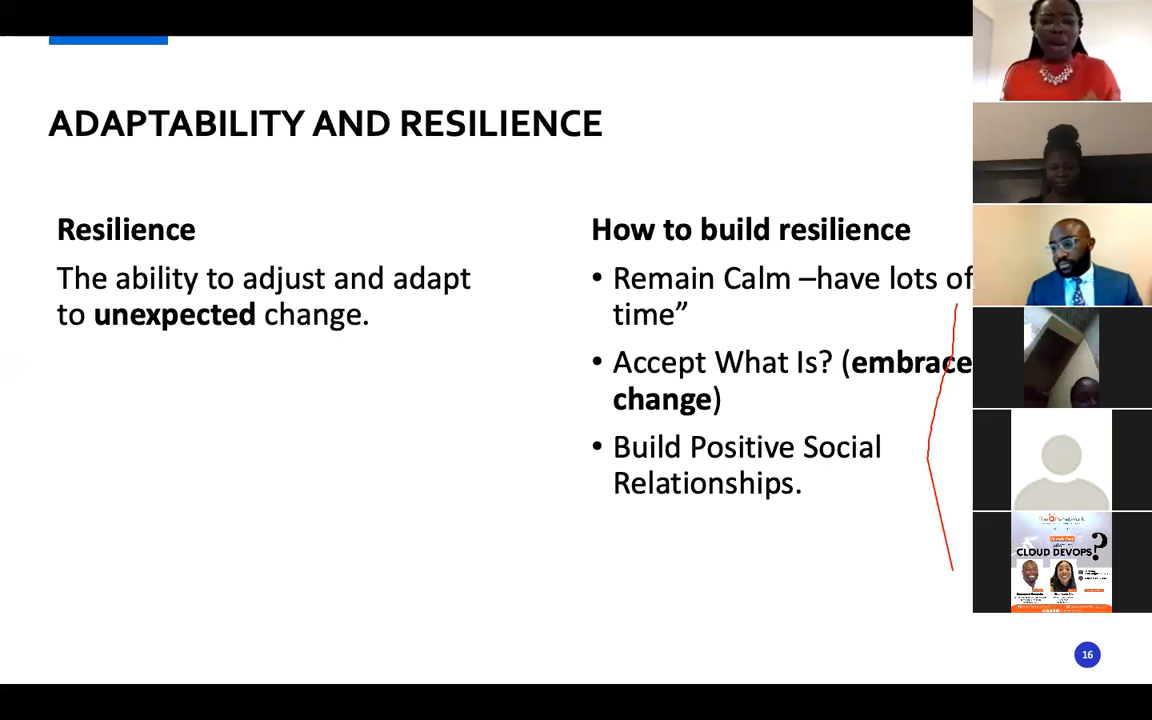 ADAPTABILITY AND RESILIENCE
Resilience
The ability to adjust and adapt
to unexpected change.
How to build resilience
• Remain Calm –have lots of
time”
• Accept What Is? (embrace
change)
• Build Positive Social
Relationships.
CLOUD DEVOPS?
16